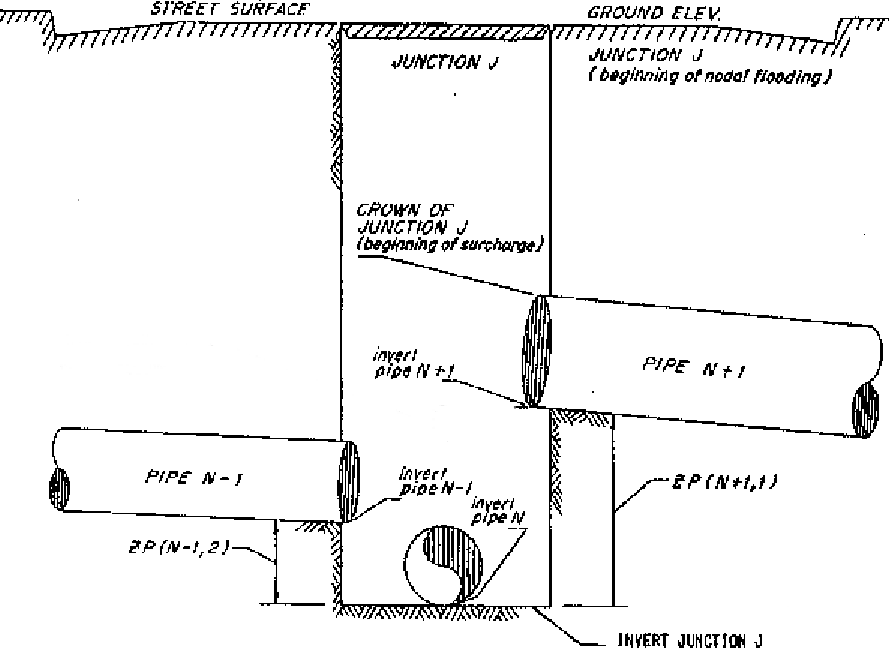 STREET SURFACE
GROUND ELEV.
JUNCTION J
JUNCTION J
(beginning of nodal flooding)
CROWN OF
JUNCTION J
(beginning of surcharge)
invert
pipe N+1
PIPE N+1
PIPE N-1
invert
pipe N-1
invert
pipe N
ZP(N+1,1)
ZP(N-1,2)
INVERT JUNCTION J